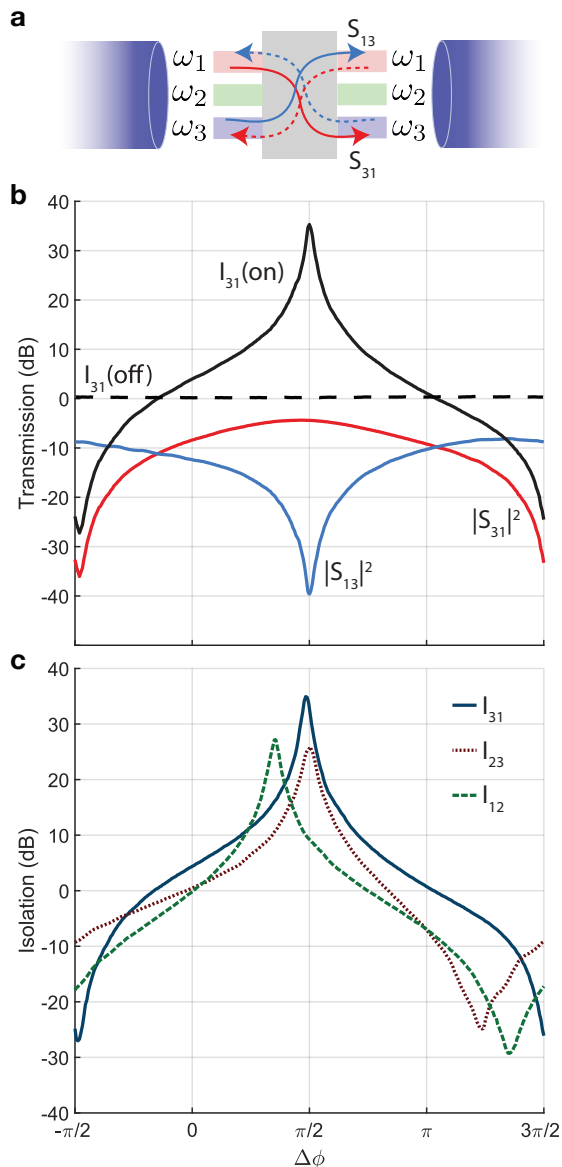 a
S₁₃
ω₁ ω₁
ω₂ ω₂
ω₃ ω₃
S₃₁
b
40
30
20
10
0
-10
-20
-30
-40
Transmission (dB)
I₃₁(on)
I₃₁(off)
|S₃₁|²
|S₁₃|²
c
40
30
20
10
0
-10
-20
-30
-40
Isolation (dB)
I₃₁
I₂₃
I₁₂
-π/2 0 π/2 π 3π/2
Δϕ